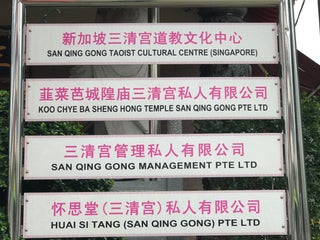 新加坡三清宫道教文化中心
SAN QING GONG TAOIST CULTURAL CENTRE (SINGAPORE)
韮菜芭城隍庙三清宫私人有限公司
KOO CHYE BA SHENG HONG TEMPLE SAN QING GONG PTE LTD
三清宫管理私人有限公司
SAN QING GONG MANAGEMENT PTE LTD
怀思堂(三清宫)私人有限公司
HUAI SI TANG (SAN QING GONG) PTE LTD